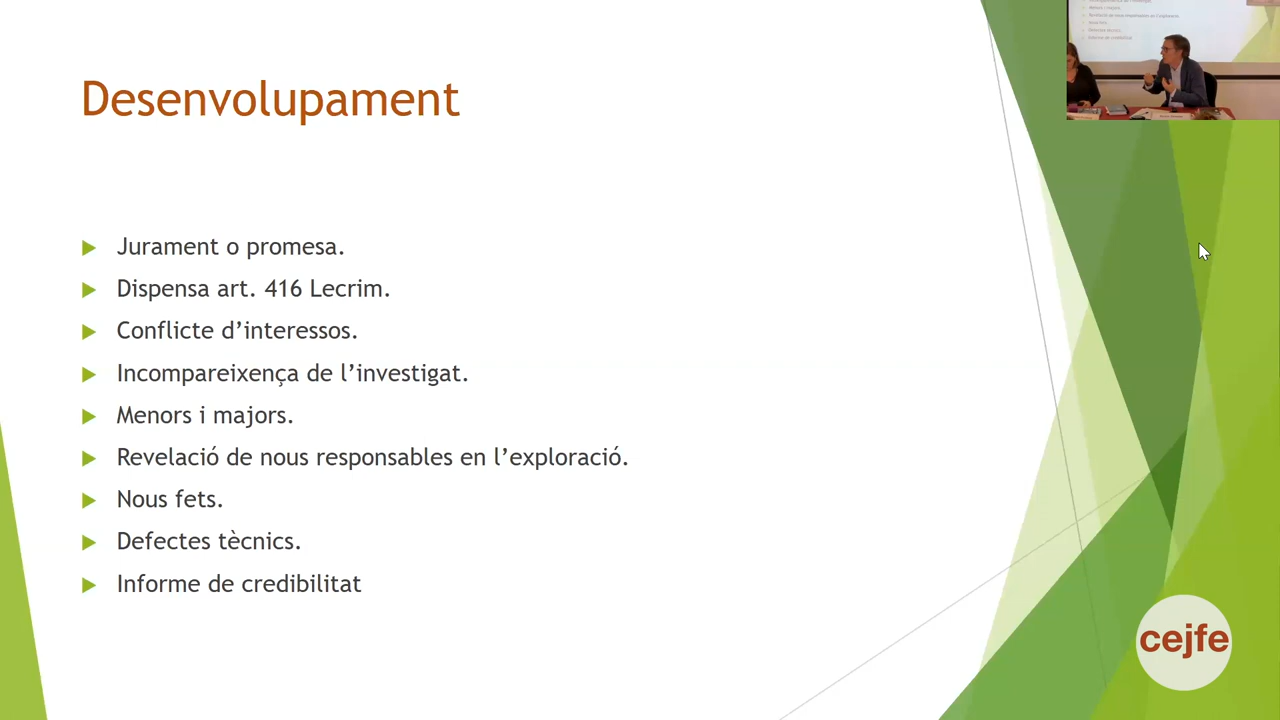 Desenvolupament
Jurament o promesa.
Dispensa art. 416 Lecrim.
Conflicte d’interessos.
Incompareixença de l’investigat.
Menors i majors.
Revelació de nous responsables en l’exploració.
Nous fets.
Defectes tècnics.
Informe de credibilitat
cejfe